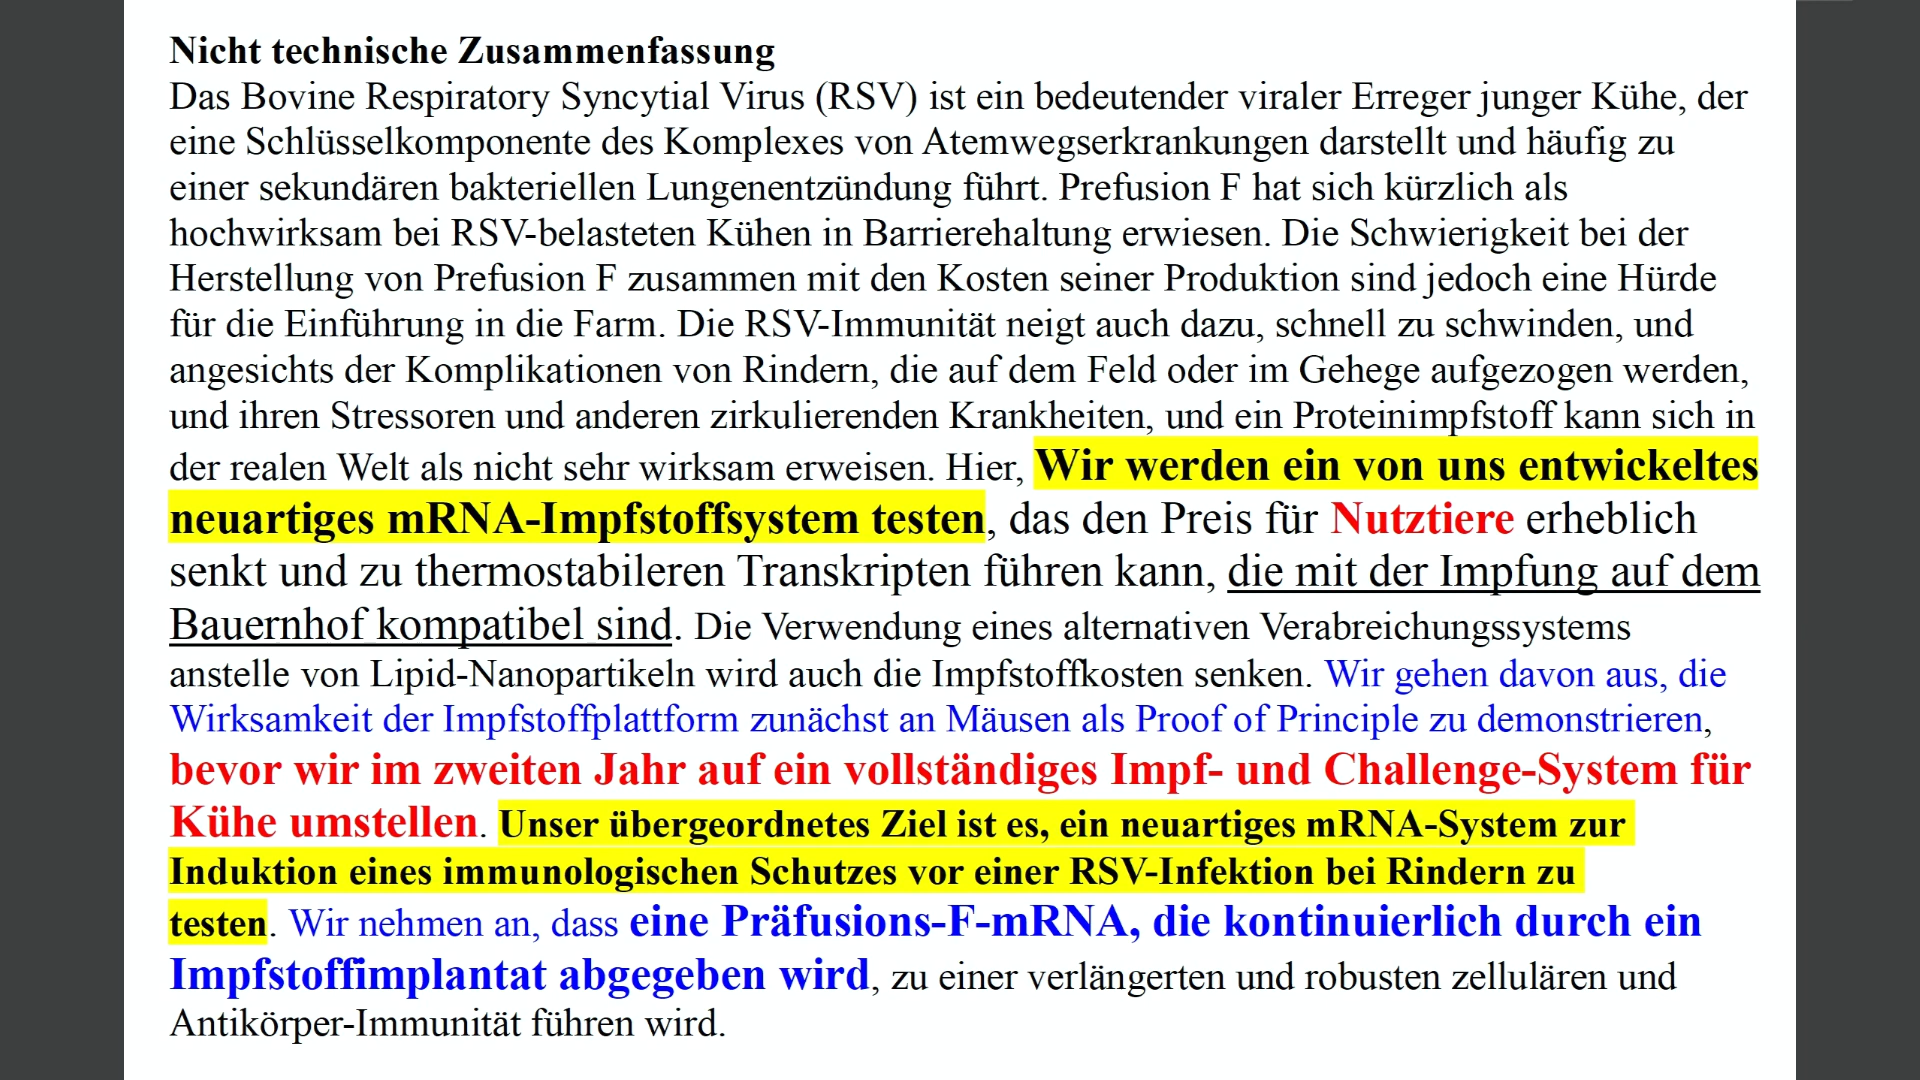 Nicht technische Zusammenfassung
Das Bovine Respiratory Syncytial Virus (RSV) ist ein bedeutender viraler Erreger junger Kühe, der
eine Schlüsselkomponente des Komplexes von Atemwegserkrankungen darstellt und häufig zu
einer sekundären bakteriellen Lungenentzündung führt. Prefusion F hat sich kürzlich als
hochwirksam bei RSV-belasteten Kühen in Barrierehaltung erwiesen. Die Schwierigkeit bei der
Herstellung von Prefusion F zusammen mit den Kosten seiner Produktion sind jedoch eine Hürde
für die Einführung in die Farm. Die RSV-Immunität neigt auch dazu, schnell zu schwinden, und
angesichts der Komplikationen von Rindern, die auf dem Feld oder im Gehege aufgezogen werden,
und ihren Stressoren und anderen zirkulierenden Krankheiten, und ein Proteinimpfstoff kann sich in
der realen Welt als nicht sehr wirksam erweisen. Hier, Wir werden ein von uns entwickeltes
neuartiges mRNA-Impfstoffsystem testen, das den Preis für Nutztiere erheblich
senkt und zu thermostabileren Transkripten führen kann, die mit der Impfung auf dem
Bauernhof kompatibel sind. Die Verwendung eines alternativen Verabreichungssystems
anstelle von Lipid-Nanopartikeln wird auch die Impfstoffkosten senken. Wir gehen davon aus, die
Wirksamkeit der Impfstoffplattform zunächst an Mäusen als Proof of Principle zu demonstrieren,
bevor wir im zweiten Jahr auf ein vollständiges Impf- und Challenge-System für
Kühe umstellen. Unser übergeordnetes Ziel ist es, ein neuartiges mRNA-System zur
Induktion eines immunologischen Schutzes vor einer RSV-Infektion bei Rindern zu
testen. Wir nehmen an, dass eine Präfusions-F-mRNA, die kontinuierlich durch ein
Impfstoffimplantat abgegeben wird, zu einer verlängerten und robusten zellulären und
Antikörper-Immunität führen wird.